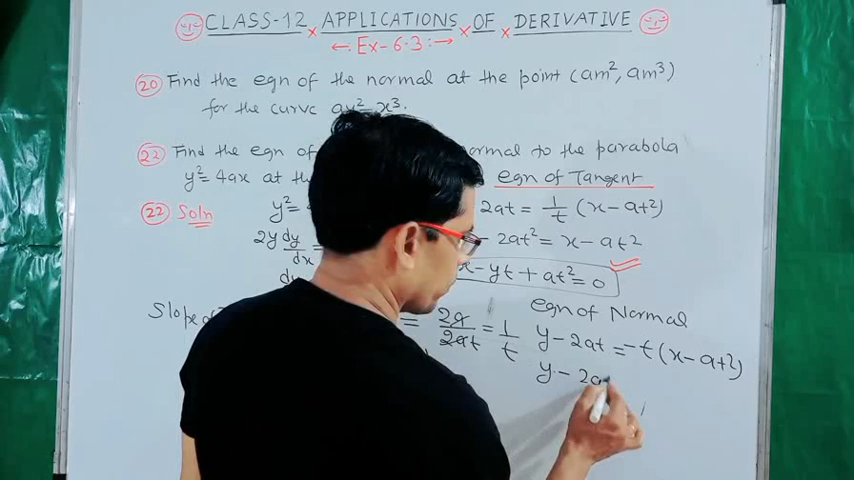 CLASS-12 x APPLICATIONS x OF x DERIVATIVE
← Ex-6.3:→
20 Find the eqn of the normal at the point (am², am³)
for the curve ay²=x³.
22 Find the eqn of ormal to the parabola
y²=4ax at the
eqn of Tangent
22 Soln
y²= 2at = 1/t (x-at²)
2y dy/dx = - 2at² = x-at²
x-yt+at²=0
Slope 2a/2at = 1/t
eqn of Normal
y-2at = -t(x-at²)
y-2a